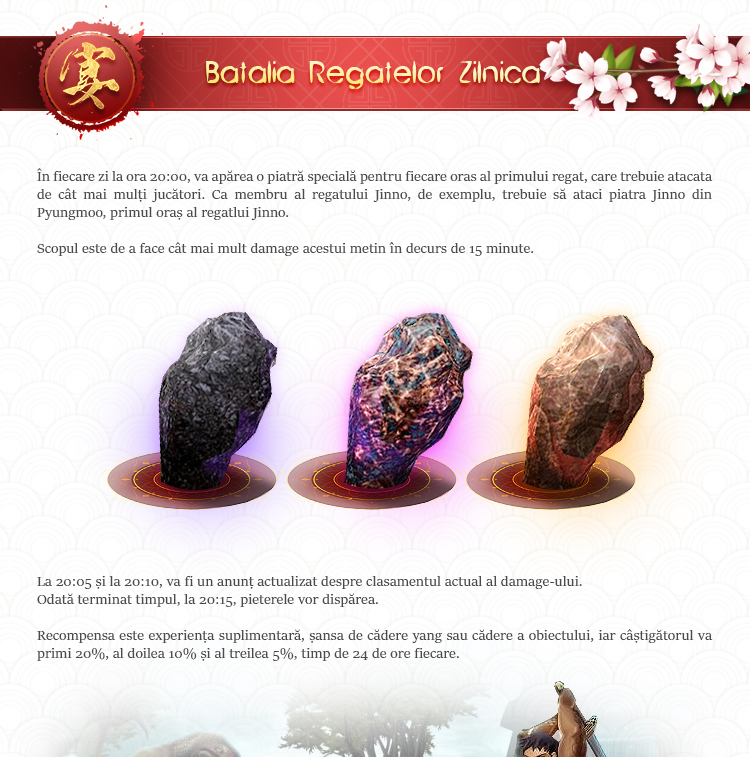 宴
Batalia Regatelor Zilnica
În fiecare zi la ora 20:00, va apărea o piatră specială pentru fiecare oras al primului regat, care trebuie atacata
de cât mai mulți jucători. Ca membru al regatului Jinno, de exemplu, trebuie să ataci piatra Jinno din
Pyungmoo, primul oraș al regatlui Jinno.
Scopul este de a face cât mai mult damage acestui metin în decurs de 15 minute.
La 20:05 și la 20:10, va fi un anunț actualizat despre clasamentul actual al damage-ului.
Odată terminat timpul, la 20:15, pieterele vor dispărea.
Recompensa este experiența suplimentară, șansa de cădere yang sau cădere a obiectului, iar câștigătorul va
primi 20%, al doilea 10% și al treilea 5%, timp de 24 de ore fiecare.